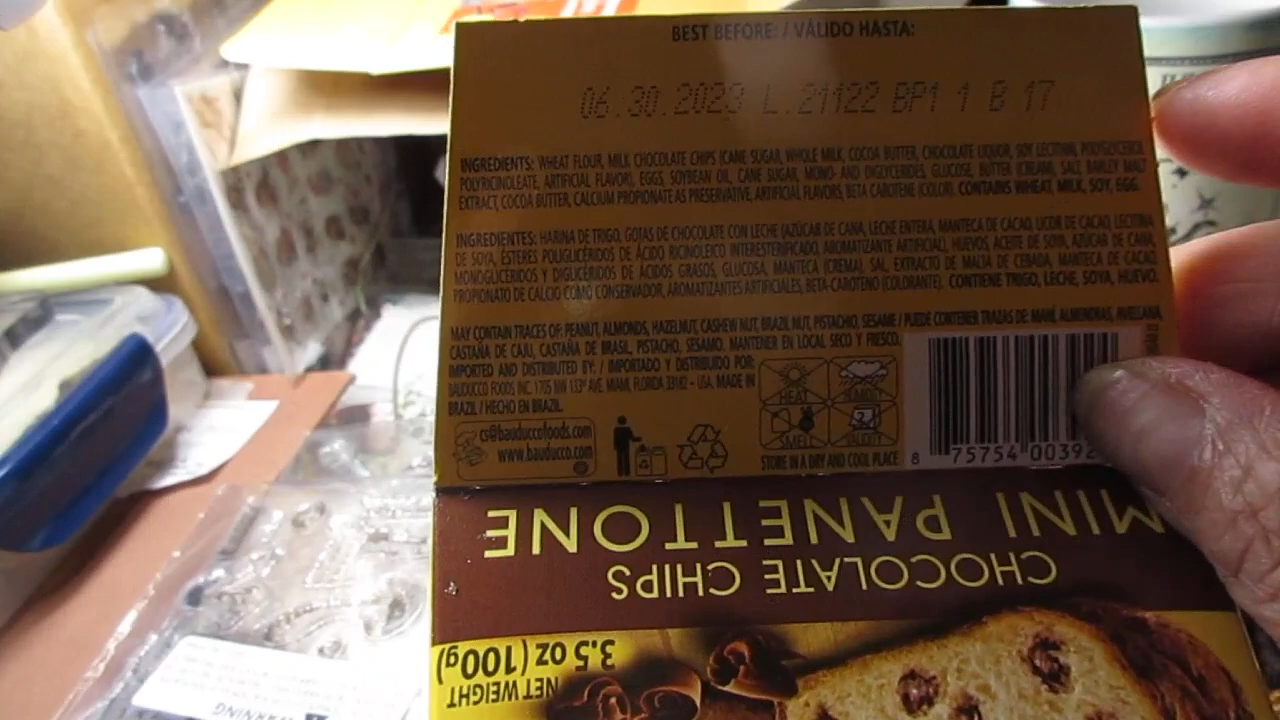 BEST BEFORE: / VÁLIDO HASTA:
06.30.2023 L.21122 BP1 1 B 17
INGREDIENTS: WHEAT FLOUR, MILK CHOCOLATE CHIPS (CANE SUGAR, WHOLE MILK, COCOA BUTTER, CHOCOLATE LIQUOR, SOY LECITHIN, POLYGLYCEROL
POLYRICINOLEATE, ARTIFICIAL FLAVOR), EGGS, SOYBEAN OIL, CANE SUGAR, MONO- AND DIGLYCERIDES, GLUCOSE, BUTTER (CREAM), SALT, BARLEY MALT
EXTRACT, COCOA BUTTER, CALCIUM PROPIONATE AS PRESERVATIVE, ARTIFICIAL FLAVORS, BETA CAROTENE (COLOR). CONTAINS WHEAT, MILK, SOY, EGG.
INGREDIENTES: HARINA DE TRIGO, GOTAS DE CHOCOLATE CON LECHE (AZÚCAR DE CANA, LECHE ENTERA, MANTECA DE CACAO, LICOR DE CACAO, LECITINA
DE SOYA, ÉSTERES POLIGLICÉRIDOS DE ÁCIDO RICINOLEICO INTERESTERIFICADO, AROMATIZANTE ARTIFICIAL), HUEVOS, ACEITE DE SOYA, AZÚCAR DE CANA,
MONOGLICERIDOS Y DIGLICÉRIDOS DE ÁCIDOS GRASOS, GLUCOSA, MANTECA (CREMA), SAL, EXTRACTO DE MALTA DE CEBADA, MANTECA DE CACAO,
PROPIONATO DE CALCIO COMO CONSERVADOR, AROMATIZANTES ARTIFICIALES, BETA-CAROTENO (COLORANTE). CONTIENE TRIGO, LECHE, SOYA, HUEVO.
MAY CONTAIN TRACES OF: PEANUT, ALMONDS, HAZELNUT, CASHEW NUT, BRAZIL NUT, PISTACHIO, SESAME / PUEDE CONTENER TRAZAS DE: MANÍ, ALMENDRAS, AVELLANA,
CASTAÑA DE CAJU, CASTAÑA DE BRASIL, PISTACHO, SESAMO. MANTENER EN LOCAL SECO Y FRESCO.
IMPORTED AND DISTRIBUTED BY: / IMPORTADO Y DISTRIBUIDO POR:
BAUDUCCO FOODS INC. 1705 NW 133rd AVE. MIAMI, FLORIDA 33182 - USA. MADE IN
BRAZIL / HECHO EN BRAZIL.
HEAT HUMIDITY
SMELL VALIDITY
cs@bauduccofoods.com
www.bauducco.com
STORE IN A DRY AND COOL PLACE
8 75754 00392
MINI PANETTONE
CHOCOLATE CHIPS
NET WEIGHT
3.5 OZ (100g)
WARNING